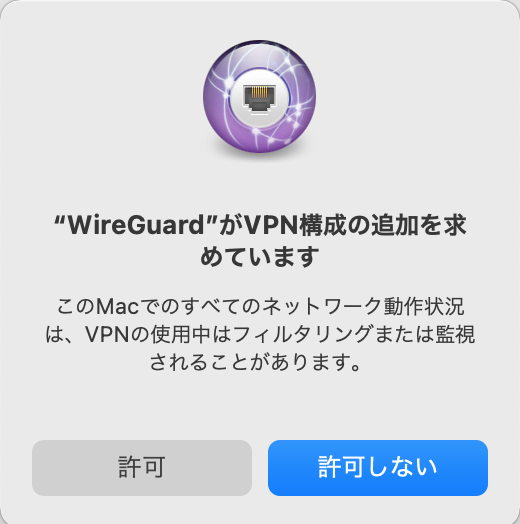 “WireGuard”がVPN構成の追加を求
めています
このMacでのすべてのネットワーク動作状況
は、VPNの使用中はフィルタリングまたは監視
されることがあります。
許可
許可しない